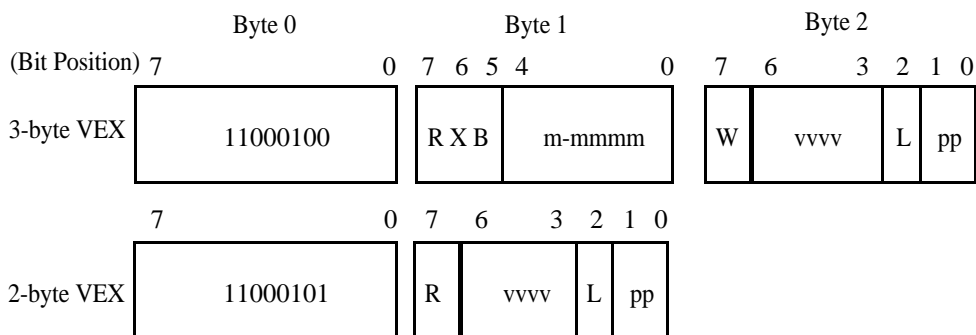 Byte 0 Byte 1 Byte 2
(Bit Position) 7 0 7 6 5 4 0 7 6 3 2 1 0
3-byte VEX 11000100 R X B m-mmmm W vvvv L pp
7 0 7 6 3 2 1 0
2-byte VEX 11000101 R vvvv L pp